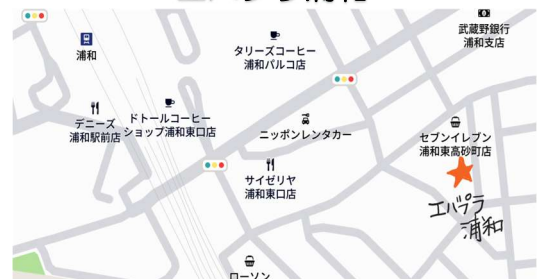 浦和
武蔵野銀行
浦和支店
タリーズコーヒー
浦和パルコ店
デニーズ
浦和駅前店
ドトールコーヒー
ショップ浦和東口店
ニッポンレンタカー
セブンイレブン
浦和東高砂町店
サイゼリヤ
浦和東口店
エバプラ
浦和
ローソン